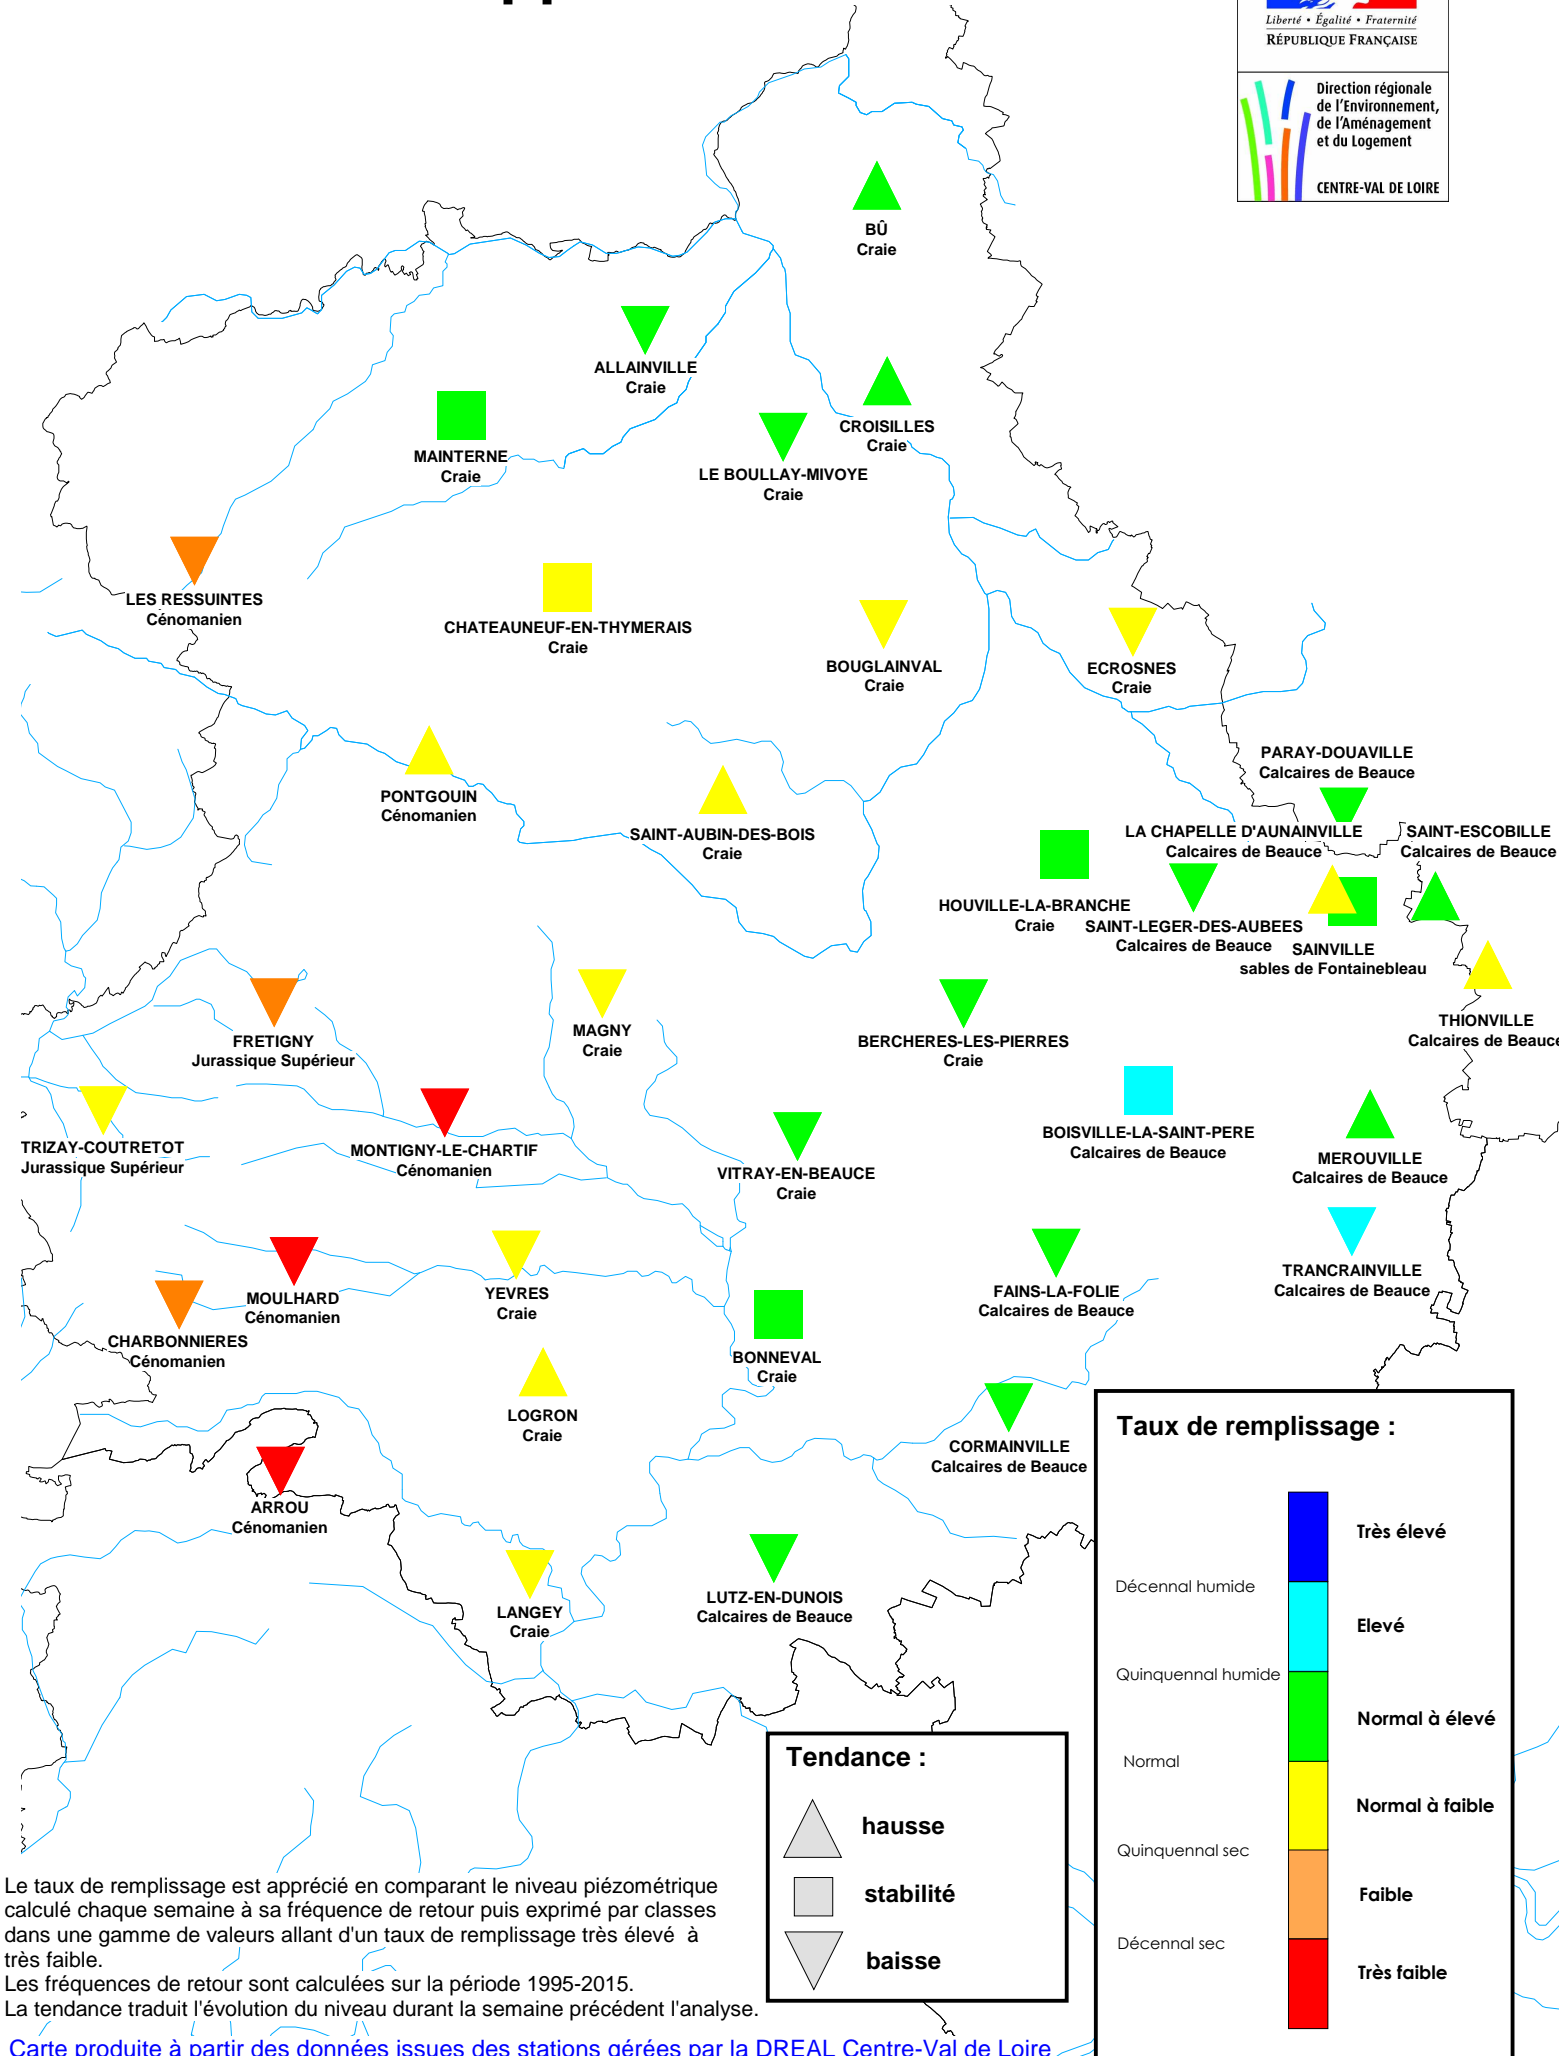 Liberté • Égalité • Fraternité
RÉPUBLIQUE FRANÇAISE
Direction régionale
de l'Environnement,
de l'Aménagement
et du Logement
CENTRE-VAL DE LOIRE
BÛ
Craie
ALLAINVILLE
Craie
CROISILLES
Craie
MAINTERNE
Craie
LE BOULLAY-MIVOYE
Craie
LES RESSUINTES
Cénomanien
CHATEAUNEUF-EN-THYMERAIS
Craie
BOUGLAINVAL
Craie
ECROSNES
Craie
PARAY-DOUAVILLE
Calcaires de Beauce
PONTGOUIN
Cénomanien
SAINT-AUBIN-DES-BOIS
Craie
LA CHAPELLE D'AUNAINVILLE
Calcaires de Beauce
SAINT-ESCOBILLE
Calcaires de Beauce
HOUVILLE-LA-BRANCHE
Craie
SAINT-LEGER-DES-AUBEES
Calcaires de Beauce
SAINVILLE
sables de Fontainebleau
THIONVILLE
Calcaires de Beauce
FRETIGNY
Jurassique Supérieur
MAGNY
Craie
BERCHERES-LES-PIERRES
Craie
TRIZAY-COUTRETOT
Jurassique Supérieur
MONTIGNY-LE-CHARTIF
Cénomanien
VITRAY-EN-BEAUCE
Craie
BOISVILLE-LA-SAINT-PERE
Calcaires de Beauce
MEROUVILLE
Calcaires de Beauce
MOULHARD
Cénomanien
YEVRES
Craie
FAINS-LA-FOLIE
Calcaires de Beauce
TRANCRAINVILLE
Calcaires de Beauce
CHARBONNIERES
Cénomanien
BONNEVAL
Craie
LOGRON
Craie
CORMAINVILLE
Calcaires de Beauce
ARROU
Cénomanien
LANGEY
Craie
LUTZ-EN-DUNOIS
Calcaires de Beauce
Taux de remplissage :
Très élevé
Décennal humide
Elevé
Quinquennal humide
Normal à élevé
Normal
Normal à faible
Quinquennal sec
Faible
Décennal sec
Très faible
Tendance :
hausse
stabilité
baisse
Le taux de remplissage est apprécié en comparant le niveau piézométrique
calculé chaque semaine à sa fréquence de retour puis exprimé par classes
dans une gamme de valeurs allant d'un taux de remplissage très élevé à
très faible.
Les fréquences de retour sont calculées sur la période 1995-2015.
La tendance traduit l'évolution du niveau durant la semaine précédent l'analyse.
Carte produite à partir des données issues des stations gérées par la DREAL Centre-Val de Loire